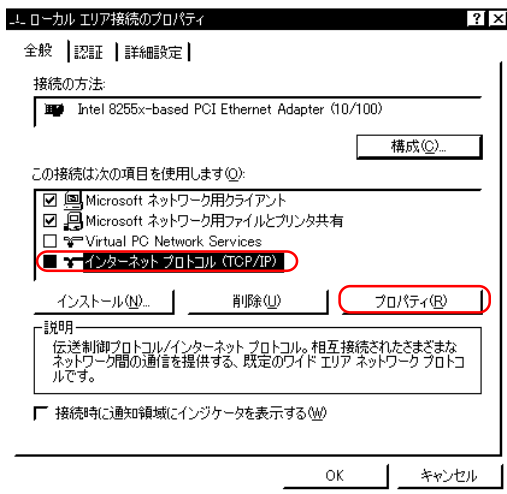 ローカル エリア接続のプロパティ
全般 認証 詳細設定
接続の方法:
Intel 8255x-based PCI Ethernet Adapter (10/100)
構成(C)...
この接続は次の項目を使用します(O):
Microsoft ネットワーク用クライアント
Microsoft ネットワーク用ファイルとプリンタ共有
Virtual PC Network Services
インターネット プロトコル (TCP/IP)
インストール(N)... 削除(U) プロパティ(R)
説明
伝送制御プロトコル/インターネット プロトコル。相互接続されたさまざまな
ネットワーク間の通信を提供する、既定のワイド エリア ネットワーク プロトコ
ルです。
接続時に通知領域にインジケータを表示する(W)
OK キャンセル